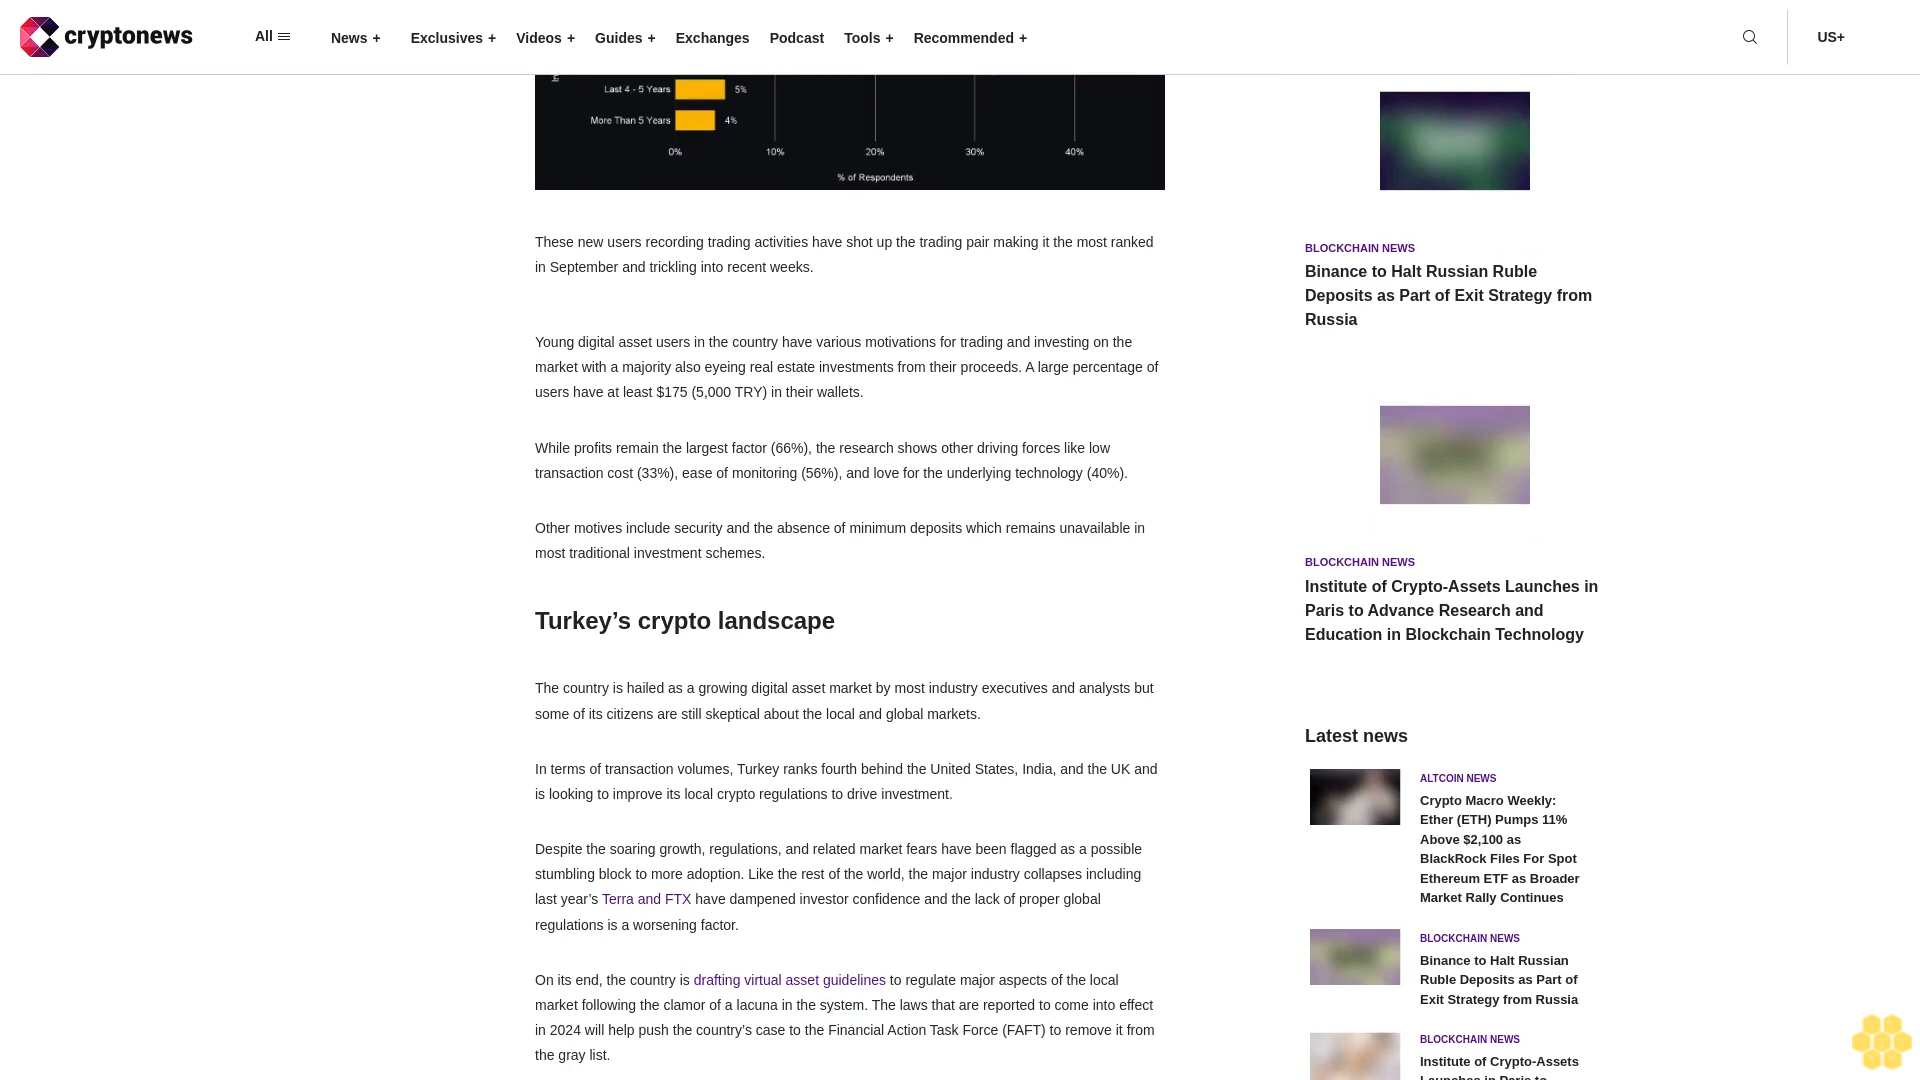 cryptonews
All
News +
Exclusives +
Videos +
Guides +
Exchanges
Podcast
Tools +
Recommended +
US+
Last 4 - 5 Years
5%
More Than 5 Years
4%
0%
10%
20%
30%
40%
% of Respondents
These new users recording trading activities have shot up the trading pair making it the most ranked
in September and trickling into recent weeks.
Young digital asset users in the country have various motivations for trading and investing on the
market with a majority also eyeing real estate investments from their proceeds. A large percentage of
users have at least $175 (5,000 TRY) in their wallets.
While profits remain the largest factor (66%), the research shows other driving forces like low
transaction cost (33%), ease of monitoring (56%), and love for the underlying technology (40%).
Other motives include security and the absence of minimum deposits which remains unavailable in
most traditional investment schemes.
Turkey’s crypto landscape
The country is hailed as a growing digital asset market by most industry executives and analysts but
some of its citizens are still skeptical about the local and global markets.
In terms of transaction volumes, Turkey ranks fourth behind the United States, India, and the UK and
is looking to improve its local crypto regulations to drive investment.
Despite the soaring growth, regulations, and related market fears have been flagged as a possible
stumbling block to more adoption. Like the rest of the world, the major industry collapses including
last year’s Terra and FTX have dampened investor confidence and the lack of proper global
regulations is a worsening factor.
On its end, the country is drafting virtual asset guidelines to regulate major aspects of the local
market following the clamor of a lacuna in the system. The laws that are reported to come into effect
in 2024 will help push the country’s case to the Financial Action Task Force (FAFT) to remove it from
the gray list.
BLOCKCHAIN NEWS
Binance to Halt Russian Ruble
Deposits as Part of Exit Strategy from
Russia
BLOCKCHAIN NEWS
Institute of Crypto-Assets Launches in
Paris to Advance Research and
Education in Blockchain Technology
Latest news
ALTCOIN NEWS
Crypto Macro Weekly:
Ether (ETH) Pumps 11%
Above $2,100 as
BlackRock Files For Spot
Ethereum ETF as Broader
Market Rally Continues
BLOCKCHAIN NEWS
Binance to Halt Russian
Ruble Deposits as Part of
Exit Strategy from Russia
BLOCKCHAIN NEWS
Institute of Crypto-Assets
Launches in Paris to